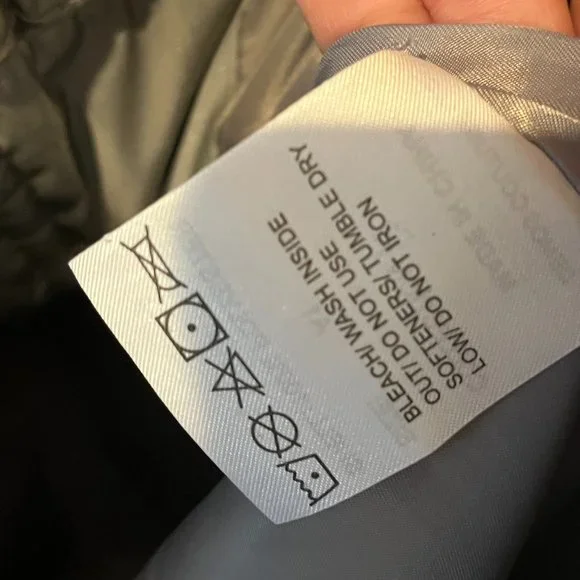 BLEACH/ WASH INSIDE
OUT/ DO NOT USE
SOFTENERS/ TUMBLE DRY
LOW/ DO NOT IRON